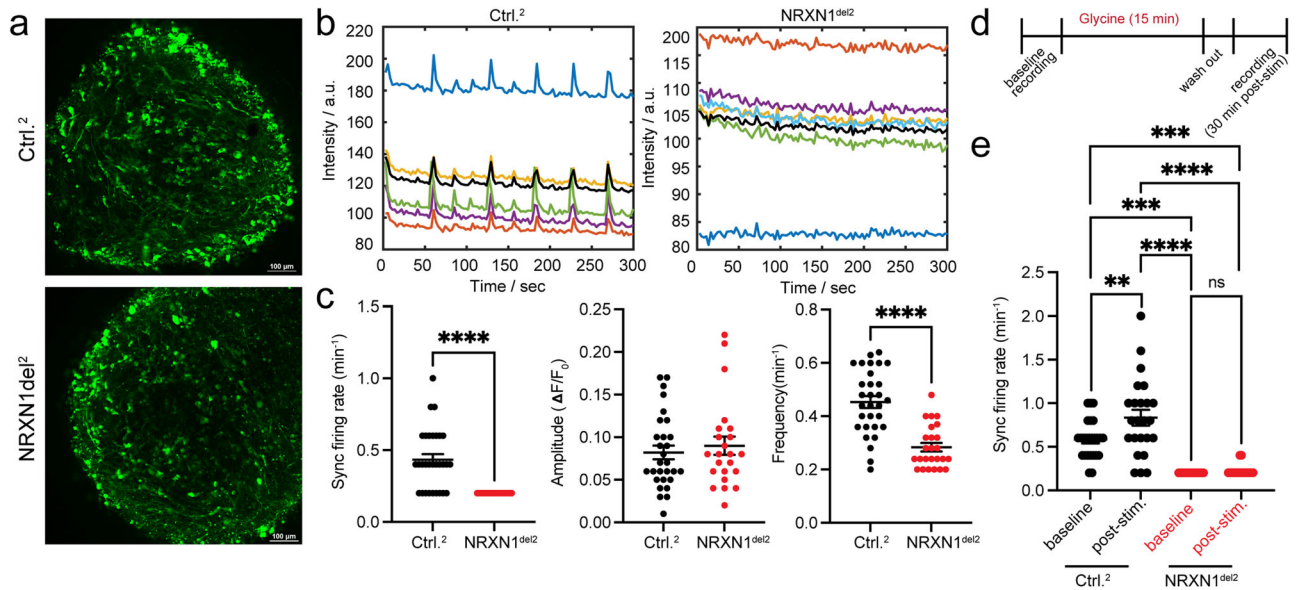 a
Ctrl.²
100 µm
NRXN1del²
100 µm
b
Ctrl.²
Intensity / a.u.
220
200
180
160
140
120
100
80
0 50 100 150 200 250 300
Time / sec
NRXN1ᵈᵉˡ²
Intensity / a.u.
200
195
115
110
105
100
95
85
80
0 50 100 150 200 250 300
Time / sec
c
Sync firing rate (min⁻¹)
1.5
1.0
0.5
0.0
****
Ctrl.² NRXN1ᵈᵉˡ²
Amplitude (ΔF/F₀)
0.25
0.20
0.15
0.10
0.05
0.00
Ctrl.² NRXN1ᵈᵉˡ²
Frequency(min⁻¹)
0.8
0.6
0.4
0.2
0.0
****
Ctrl.² NRXN1ᵈᵉˡ²
d
Glycine (15 min)
baseline
recording
wash out
recording
(30 min post-stim)
e
***
****
***
****
**
ns
Sync firing rate (min⁻¹)
2.5
2.0
1.5
1.0
0.5
0.0
baseline
post-stim.
baseline
post-stim.
Ctrl.² NRXN1ᵈᵉˡ²